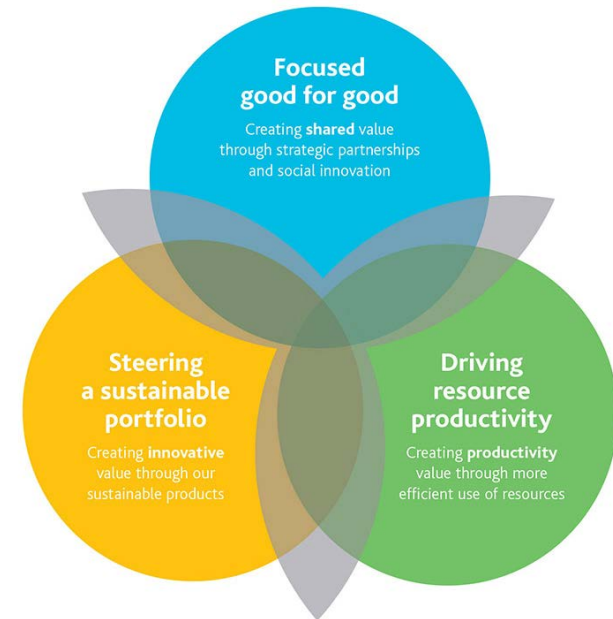 Focused
good for good
Creating shared value
through strategic partnerships
and social innovation
Steering
a sustainable
portfolio
Creating innovative
value through our
sustainable products
Driving
resource
productivity
Creating productivity
value through more
efficient use of resources